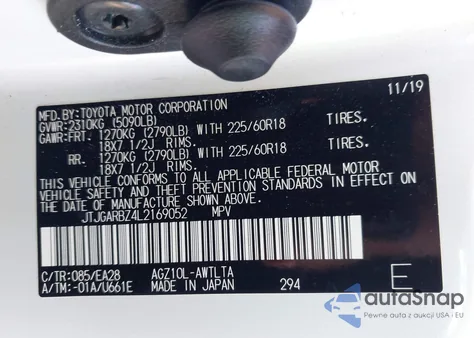 MFD.BY:TOYOTA MOTOR CORPORATION 11/19
GVWR:2310KG (5090LB)
GAWR:FRT. 1270KG (2790LB) WITH 225/60R18 TIRES.
18X7 1/2J RIMS.
RR. 1270KG (2790LB) WITH 225/60R18 TIRES.
18X7 1/2J RIMS.
THIS VEHICLE CONFORMS TO ALL APPLICABLE FEDERAL MOTOR
VEHICLE SAFETY AND THEFT PREVENTION STANDARDS IN EFFECT ON
THE DATE OF MANUFACTURE SHOWN ABOVE.
JTJGARBZ4L2169052 MPV
C/TR:085/EA28 AGZ10L-AWTLTA
A/TM:-01A/U661E MADE IN JAPAN 294 E
autasnap
Pewne auta z aukcji USA i EU